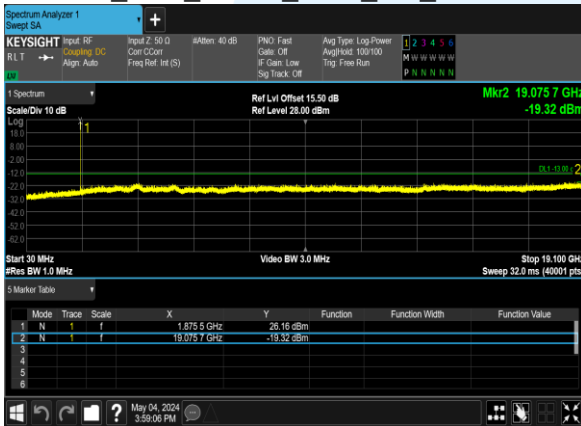 Spectrum Analyzer 1
Swept SA
+
KEYSIGHT Input: RF Input Z: 50 Ω #Atten: 40 dB PNO: Fast Avg Type: Log-Power 1 2 3 4 5 6
RLT Coupling: DC Corr CCorr Gate: Off Avg|Hold: 100/100 M W W W W W
Align: Auto Freq Ref: Int (S) IF Gain: Low Trig: Free Run
Sig Track: Off P N N N N N
1 Spectrum Ref Lvl Offset 15.50 dB Mkr2 19.075 7 GHz
Scale/Div 10 dB Ref Level 28.00 dBm -19.32 dBm
Log
1
18.0
8.00
-2.00
-12.0 DL1 -13.00 2
-22.0
-32.0
-42.0
-52.0
-62.0
Start 30 MHz Video BW 3.0 MHz Stop 19.100 GHz
#Res BW 1.0 MHz Sweep 32.0 ms (40001 pts)
5 Marker Table
Mode Trace Scale X Y Function Function Width Function Value
1 N 1 f 1.875 5 GHz 26.16 dBm
2 N 1 f 19.075 7 GHz -19.32 dBm
3
4
5
6
? May 04, 2024
3:59:06 PM